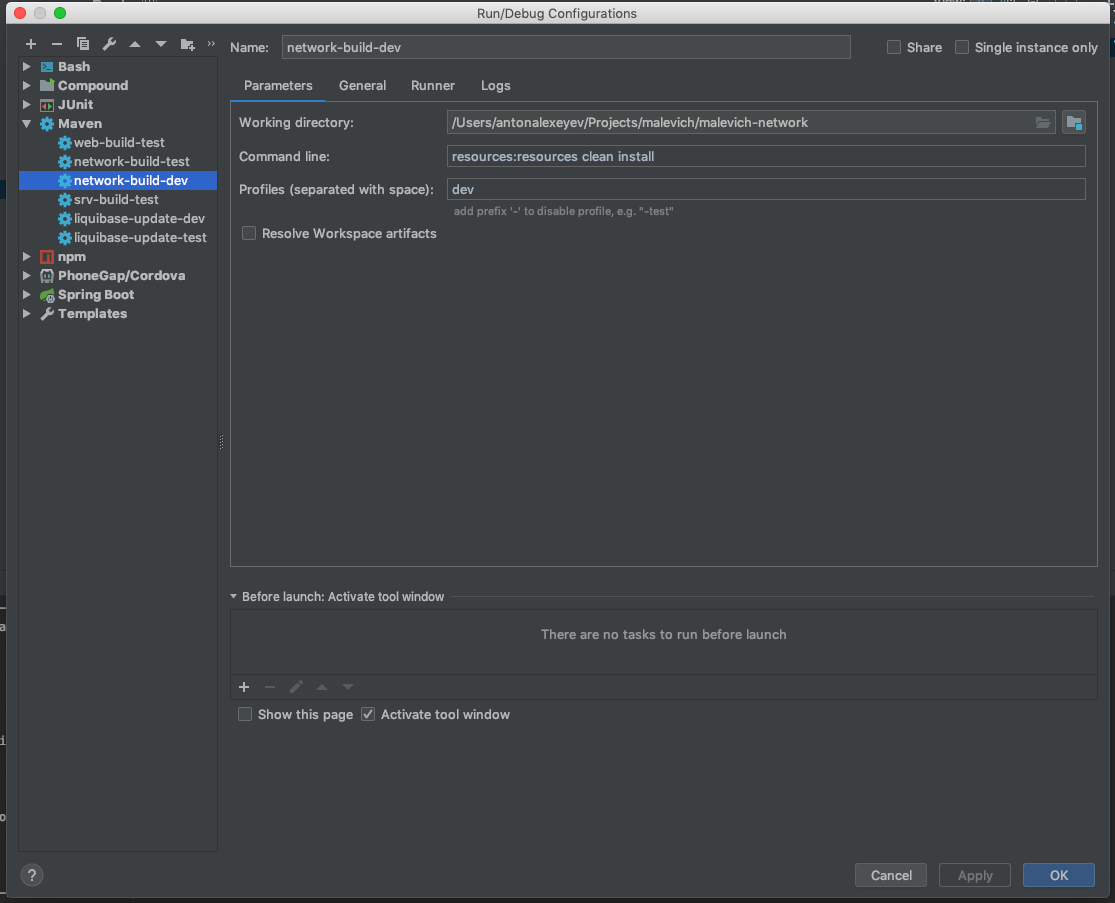 Run/Debug Configurations
Name: network-build-dev
Share
Single instance only
Bash
Compound
JUnit
Maven
web-build-test
network-build-test
network-build-dev
srv-build-test
liquibase-update-dev
liquibase-update-test
npm
PhoneGap/Cordova
Spring Boot
Templates
Parameters General Runner Logs
Working directory: /Users/antonalexeyev/Projects/malevich/malevich-network
Command line: resources:resources clean install
Profiles (separated with space): dev
add prefix '-' to disable profile, e.g. "-test"
Resolve Workspace artifacts
Before launch: Activate tool window
There are no tasks to run before launch
Show this page Activate tool window
?
Cancel Apply OK